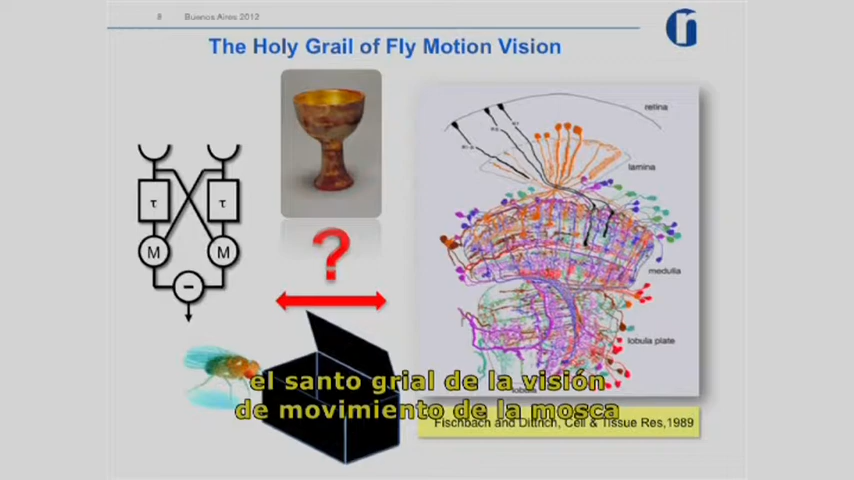 8 Buenos Aires 2012
The Holy Grail of Fly Motion Vision
retina
lamina
τ τ
?
M M
−
medulla
lobula plate
el santo grial de la visión
de movimiento de la mosca
Fischbach and Dittrich, Cell & Tissue Res,1989